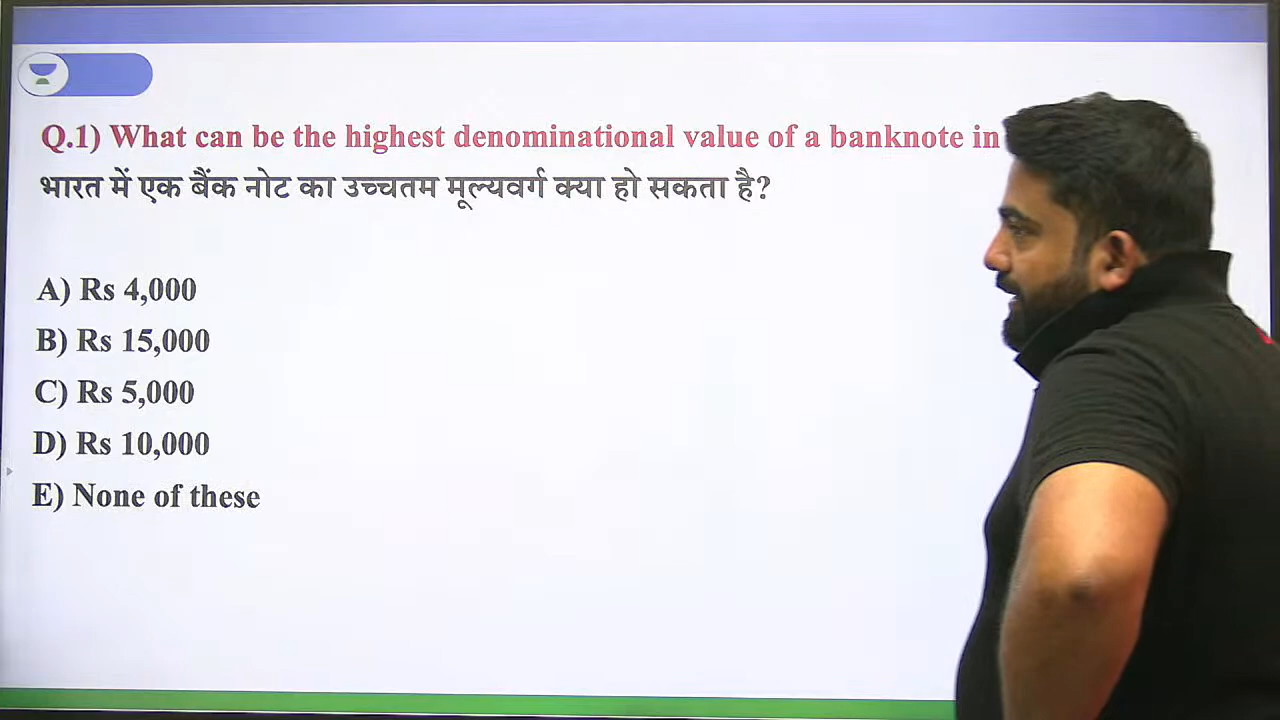 Q.1) What can be the highest denominational value of a banknote in
भारत में एक बैंक नोट का उच्चतम मूल्यवर्ग क्या हो सकता है?
A) Rs 4,000
B) Rs 15,000
C) Rs 5,000
D) Rs 10,000
E) None of these